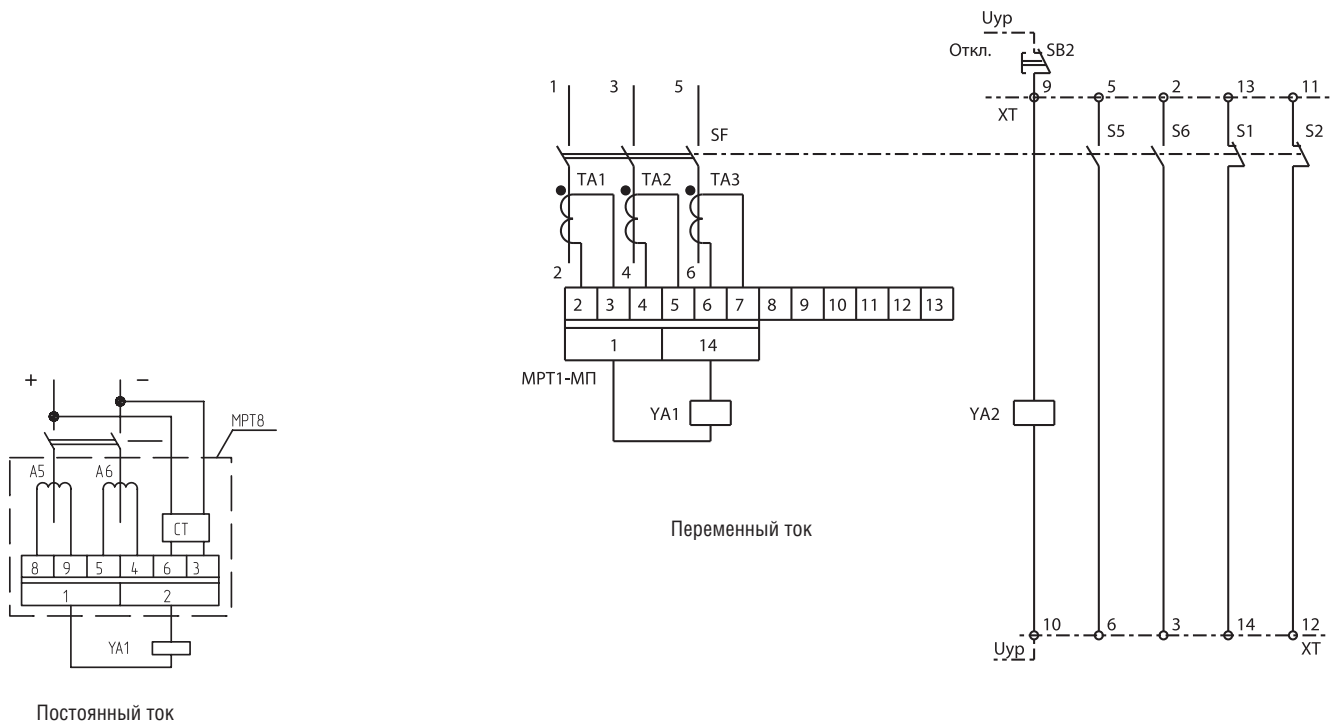 Uур
Откл. SB2
1 3 5 9 5 2 13 11
XT
SF S5 S6 S1 S2
TA1 TA2 TA3
2 4 6
2 3 4 5 6 7 8 9 10 11 12 13
1 14
МРТ1-МП
YA1 YA2
+ −
МРТ8
A5 A6
СТ
8 9 5 4 6 3
1 2
YA1
Переменный ток
10 6 3 14 12
Uур XT
Постоянный ток